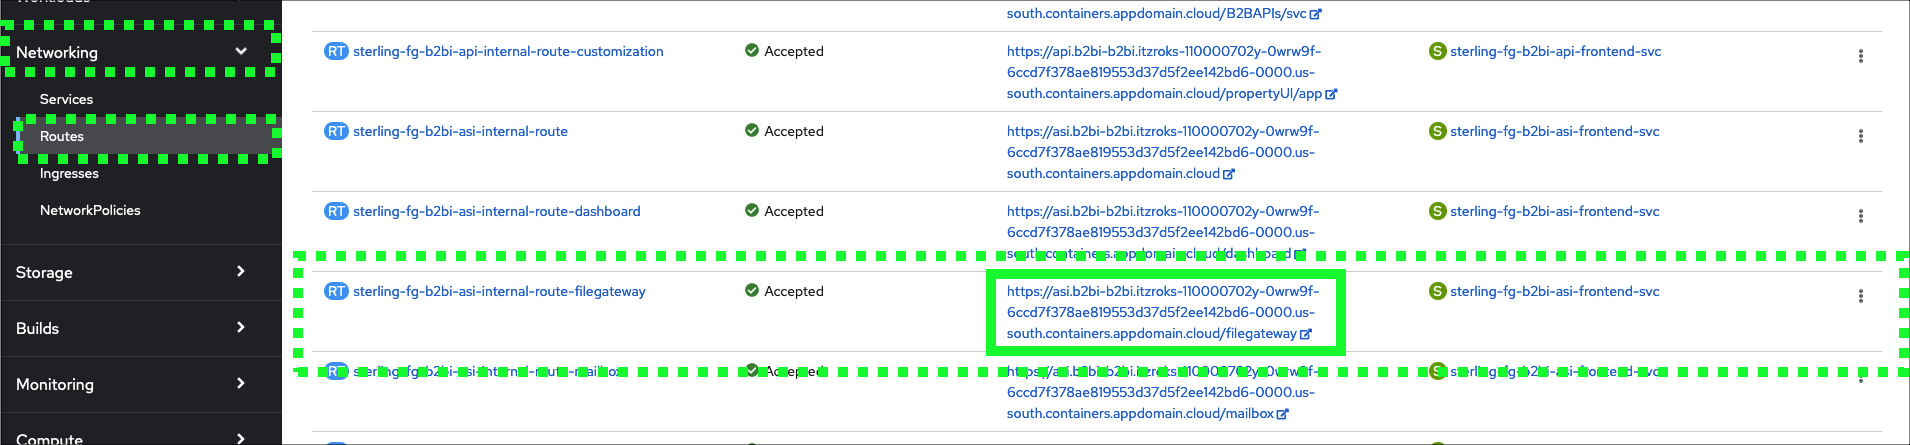 Workloads
Networking
Services
Routes
Ingresses
NetworkPolicies
Storage
Builds
Monitoring
Compute
south.containers.appdomain.cloud/B2BAPIs/svc
RT sterling-fg-b2bi-api-internal-route-customization
Accepted
https://api.b2bi-b2bi.itzroks-110000702y-0wrw9f-
6ccd7f378ae819553d37d5f2ee142bd6-0000.us-
south.containers.appdomain.cloud/propertyUI/app
S sterling-fg-b2bi-api-frontend-svc
RT sterling-fg-b2bi-asi-internal-route
Accepted
https://asi.b2bi-b2bi.itzroks-110000702y-0wrw9f-
6ccd7f378ae819553d37d5f2ee142bd6-0000.us-
south.containers.appdomain.cloud
S sterling-fg-b2bi-asi-frontend-svc
RT sterling-fg-b2bi-asi-internal-route-dashboard
Accepted
https://asi.b2bi-b2bi.itzroks-110000702y-0wrw9f-
6ccd7f378ae819553d37d5f2ee142bd6-0000.us-
south.containers.appdomain.cloud/dashboard
S sterling-fg-b2bi-asi-frontend-svc
RT sterling-fg-b2bi-asi-internal-route-filegateway
Accepted
https://asi.b2bi-b2bi.itzroks-110000702y-0wrw9f-
6ccd7f378ae819553d37d5f2ee142bd6-0000.us-
south.containers.appdomain.cloud/filegateway
S sterling-fg-b2bi-asi-frontend-svc
RT sterling-fg-b2bi-asi-internal-route-mailbox
Accepted
https://asi.b2bi-b2bi.itzroks-110000702y-0wrw9f-
6ccd7f378ae819553d37d5f2ee142bd6-0000.us-
south.containers.appdomain.cloud/mailbox
S sterling-fg-b2bi-asi-frontend-svc